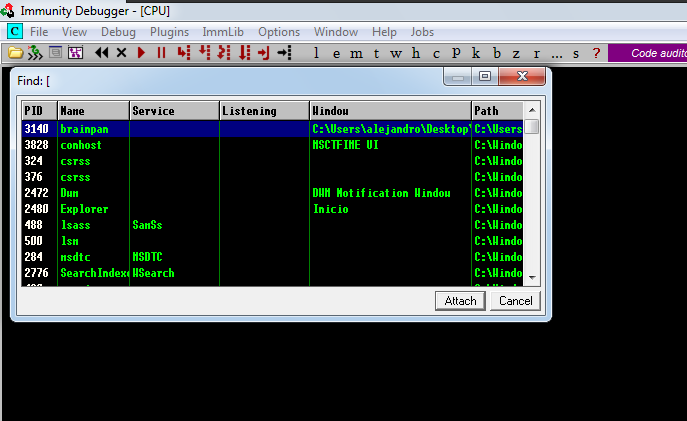 Immunity Debugger - [CPU]
C File View Debug Plugins ImmLib Options Window Help Jobs
l e m t w h c p k b z r ... s ? Code audito
Find: [
PID Name Service Listening Window Path
3140 brainpan C:\Users\alejandro\Desktop\ C:\Users
3828 conhost MSCTFIME UI C:\Windo
324 csrss C:\Windo
376 csrss C:\Windo
2472 Dwm DWM Notification Window C:\Windo
2480 Explorer Inicio C:\Windo
488 lsass SamSs C:\Windo
500 lsm C:\Windo
284 msdtc MSDTC C:\Windo
2776 SearchIndexe WSearch C:\Windo
Attach Cancel